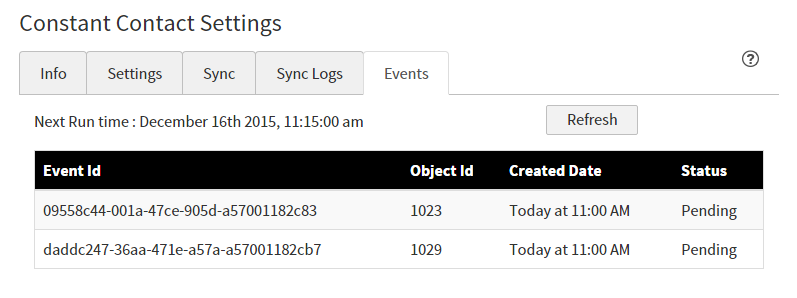 Constant Contact Settings
Info Settings Sync Sync Logs Events
?
Next Run time : December 16th 2015, 11:15:00 am Refresh
Event Id Object Id Created Date Status
09558c44-001a-47ce-905d-a57001182c83 1023 Today at 11:00 AM Pending
daddc247-36aa-471e-a57a-a57001182cb7 1029 Today at 11:00 AM Pending